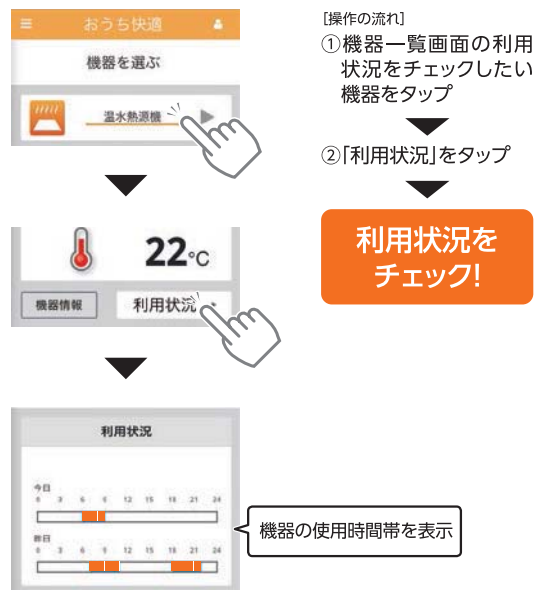 おうち快適
機器を選ぶ
温水熱源機
22℃
機器情報
利用状況
利用状況
今日
0 3 6 9 12 15 18 21 24
昨日
0 3 6 9 12 15 18 21 24
機器の使用時間帯を表示
[操作の流れ]
①機器一覧画面の利用
状況をチェックしたい
機器をタップ
②「利用状況」をタップ
利用状況を
チェック!